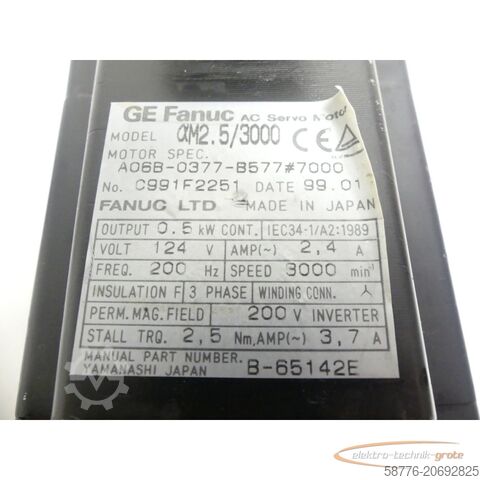 GE Fanuc AC Servo Motor
MODEL αM2.5/3000 CE
MOTOR SPEC.
A06B-0377-B577#7000
No. C991F2251 DATE 99.01
FANUC LTD MADE IN JAPAN
OUTPUT 0.5 kW CONT. IEC34-1/A2:1989
VOLT 124 V AMP(~) 2,4 A
FREQ. 200 Hz SPEED 3000 min-1
INSULATION F 3 PHASE WINDING CONN. 人
PERM.MAG.FIELD 200 V INVERTER
STALL TRQ. 2,5 Nm,AMP(~) 3,7 A
MANUAL PART NUMBER. B-65142E
YAMANASHI JAPAN
elektro-technik-grote
58776-20692825